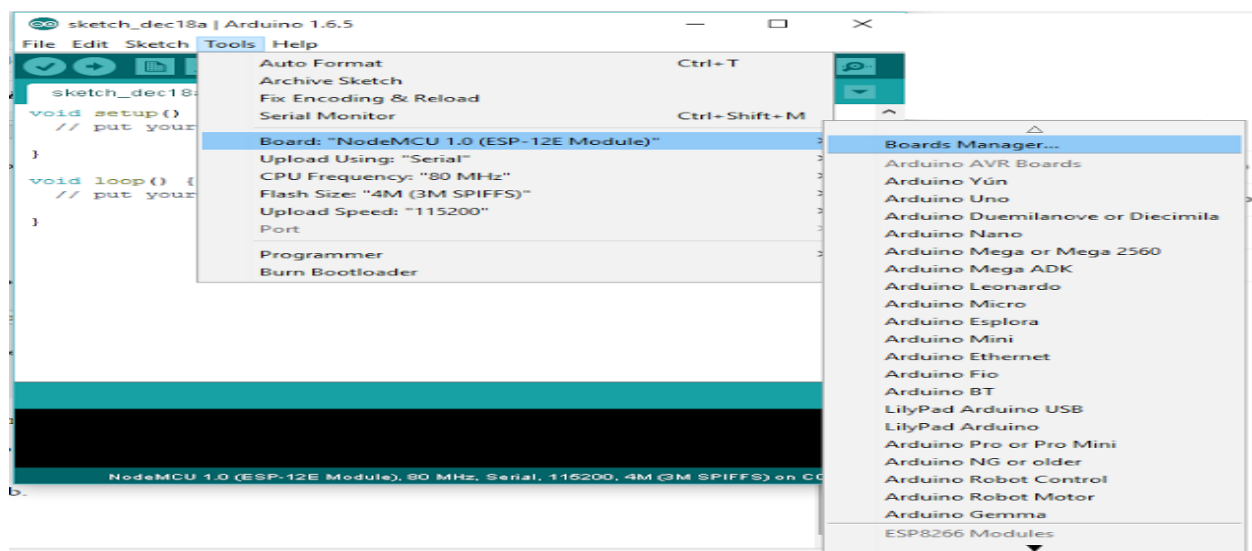 sketch_dec18a | Arduino 1.6.5
File Edit Sketch Tools Help
sketch_dec18a
void setup()
// put your
}
void loop() {
// put your
}
Auto Format Ctrl+T
Archive Sketch
Fix Encoding & Reload
Serial Monitor Ctrl+Shift+M
Board: "NodeMCU 1.0 (ESP-12E Module)"
Upload Using: "Serial"
CPU Frequency: "80 MHz"
Flash Size: "4M (3M SPIFFS)"
Upload Speed: "115200"
Port
Programmer
Burn Bootloader
Boards Manager...
Arduino AVR Boards
Arduino Yún
Arduino Uno
Arduino Duemilanove or Diecimila
Arduino Nano
Arduino Mega or Mega 2560
Arduino Mega ADK
Arduino Leonardo
Arduino Micro
Arduino Esplora
Arduino Mini
Arduino Ethernet
Arduino Fio
Arduino BT
LilyPad Arduino USB
LilyPad Arduino
Arduino Pro or Pro Mini
Arduino NG or older
Arduino Robot Control
Arduino Robot Motor
Arduino Gemma
ESP8266 Modules
NodeMCU 1.0 (ESP-12E Module), 80 MHz, Serial, 115200, 4M (3M SPIFFS) on CO
b.